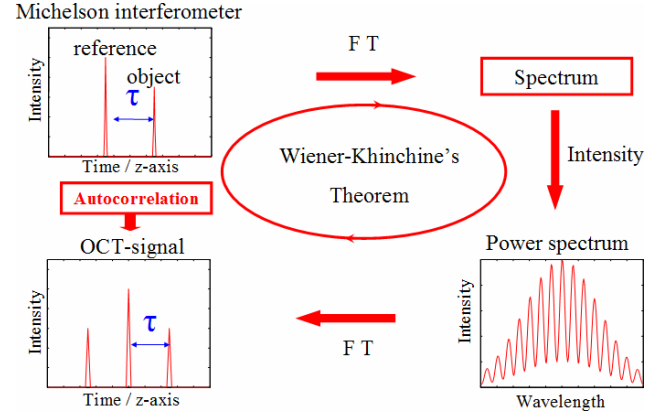 Michelson interferometer
reference
object
τ
Intensity
Time / z-axis
F T
Spectrum
Intensity
Wiener-Khinchine's
Theorem
Autocorrelation
OCT-signal
τ
Intensity
Time / z-axis
F T
Power spectrum
Intensity
Wavelength